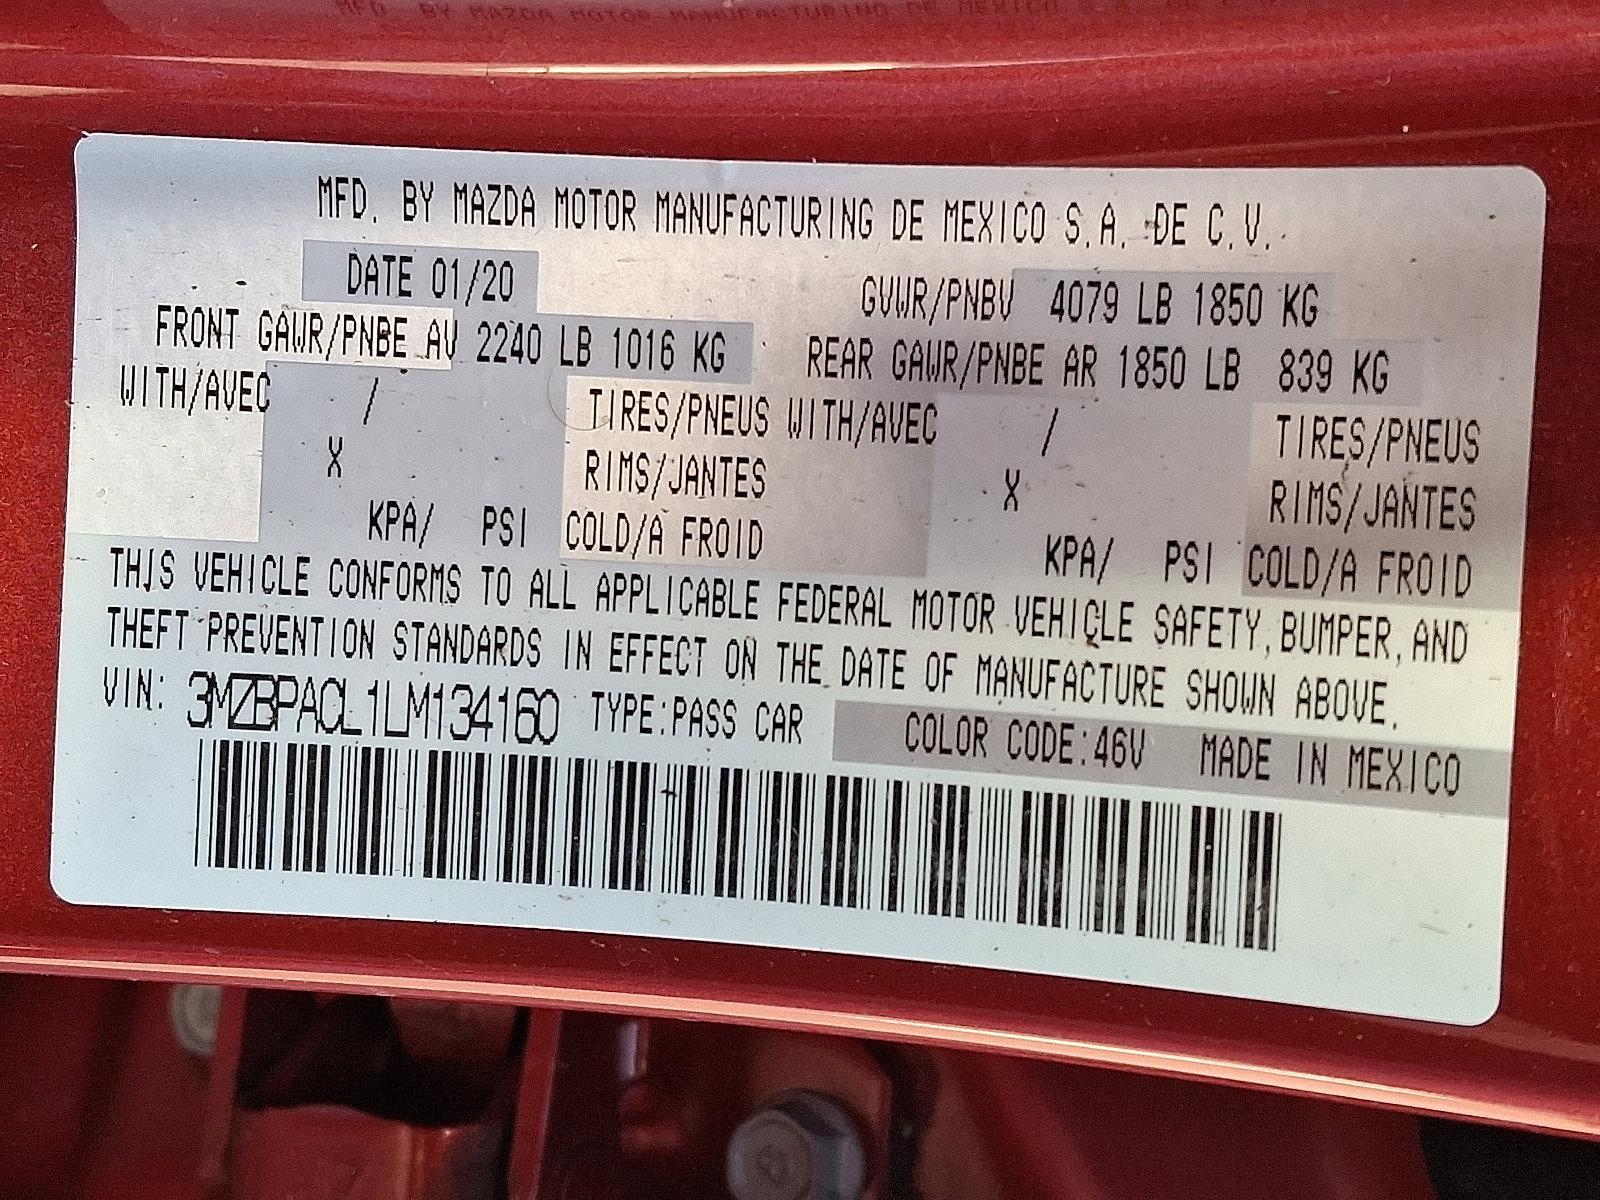 MFD. BY MAZDA MOTOR MANUFACTURING DE MEXICO S.A. DE C.V.
DATE 01/20 GVWR/PNBV 4079 LB 1850 KG
FRONT GAWR/PNBE AV 2240 LB 1016 KG REAR GAWR/PNBE AR 1850 LB 839 KG
WITH/AVEC / TIRES/PNEUS WITH/AVEC / TIRES/PNEUS
X RIMS/JANTES X RIMS/JANTES
KPA/ PSI COLD/A FROID KPA/ PSI COLD/A FROID
THIS VEHICLE CONFORMS TO ALL APPLICABLE FEDERAL MOTOR VEHICLE SAFETY, BUMPER, AND
THEFT PREVENTION STANDARDS IN EFFECT ON THE DATE OF MANUFACTURE SHOWN ABOVE.
VIN: 3MZBPACL1LM134160 TYPE:PASS CAR COLOR CODE:46V MADE IN MEXICO